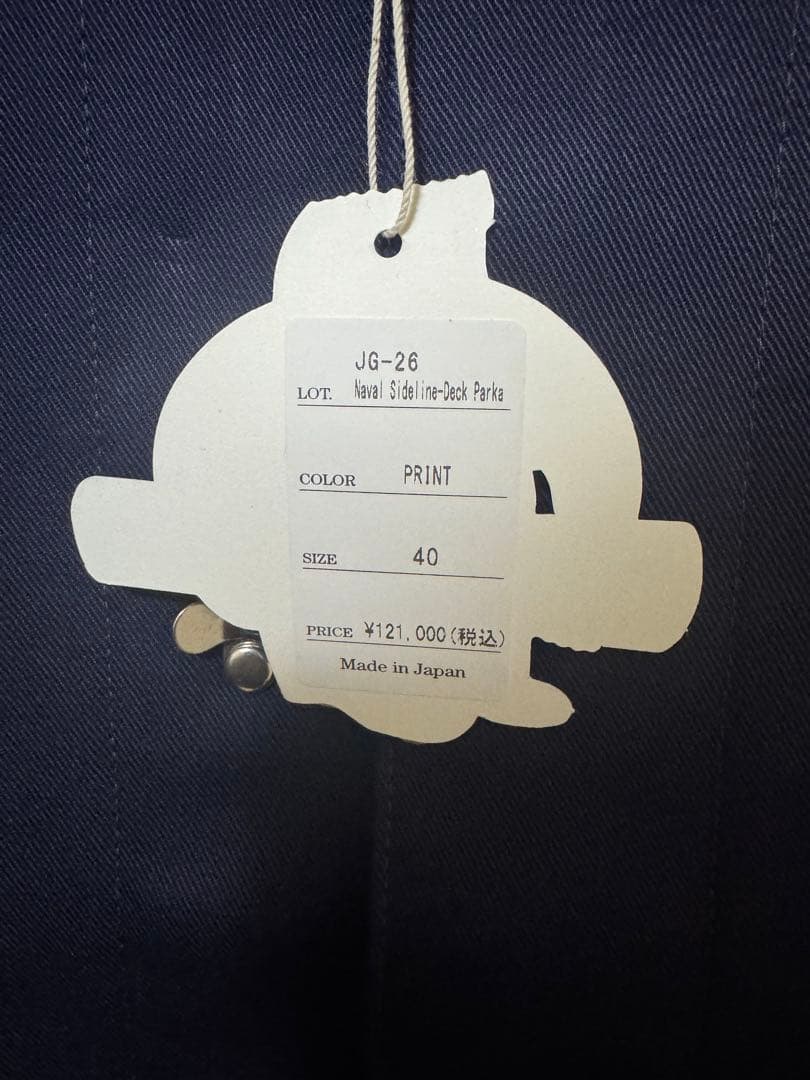 JG-26
LOT. Naval Sideline-Deck Parka
COLOR PRINT
SIZE 40
PRICE ¥121,000(税込)
Made in Japan